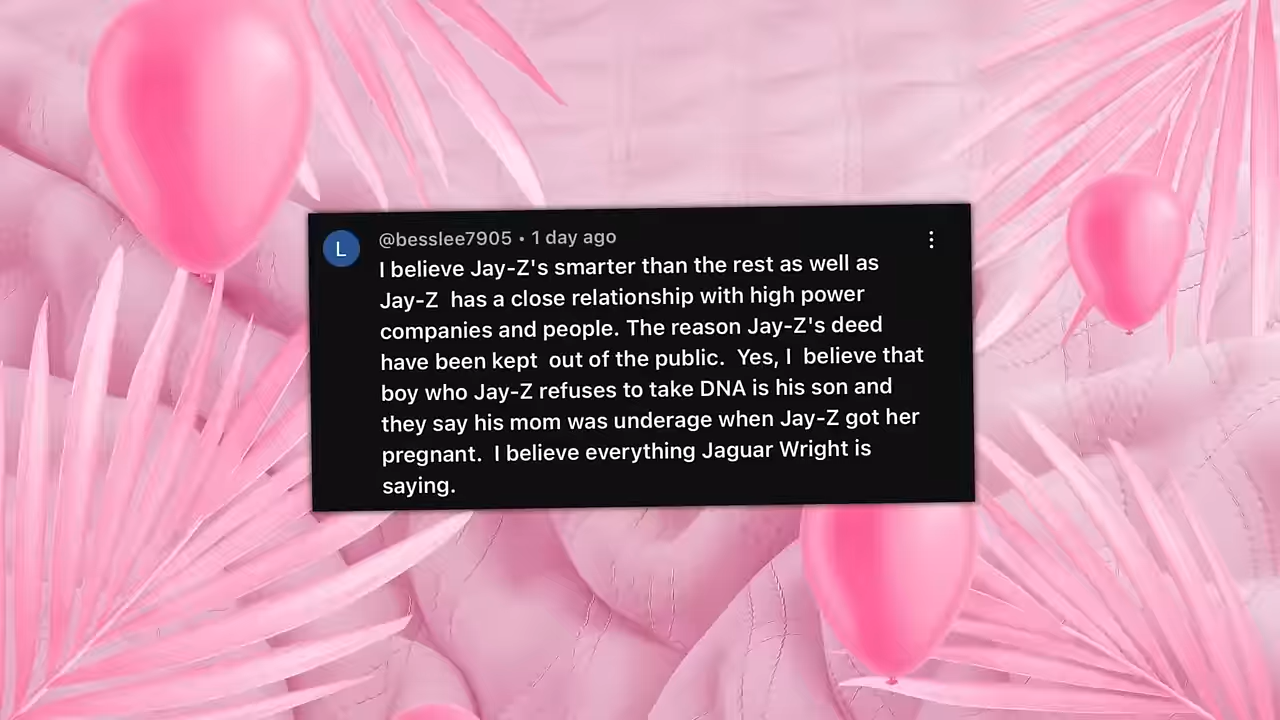 L
@besslee7905 • 1 day ago
I believe Jay-Z's smarter than the rest as well as
Jay-Z  has a close relationship with high power
companies and people. The reason Jay-Z's deed
have been kept  out of the public.  Yes, I  believe that
boy who Jay-Z refuses to take DNA is his son and
they say his mom was underage when Jay-Z got her
pregnant.  I believe everything Jaguar Wright is
saying.